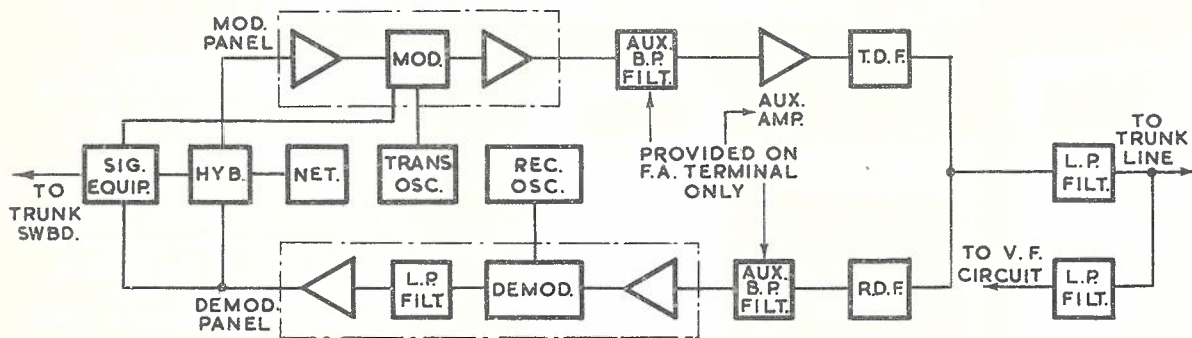 MOD.
PANEL
MOD.
AUX.
B.P.
FILT.
AUX.
AMP.
T.D.F.
TO
TRUNK
SWBD.
SIG.
EQUIP.
HYB.
NET.
TRANS
OSC.
REC.
OSC.
PROVIDED ON
F.A. TERMINAL
ONLY
L.P.
FILT.
TO
TRUNK
LINE
DEMOD.
PANEL
L.P.
FILT.
DEMOD.
AUX.
B.P.
FILT.
R.D.F.
TO V.F.
CIRCUIT
L.P.
FILT.